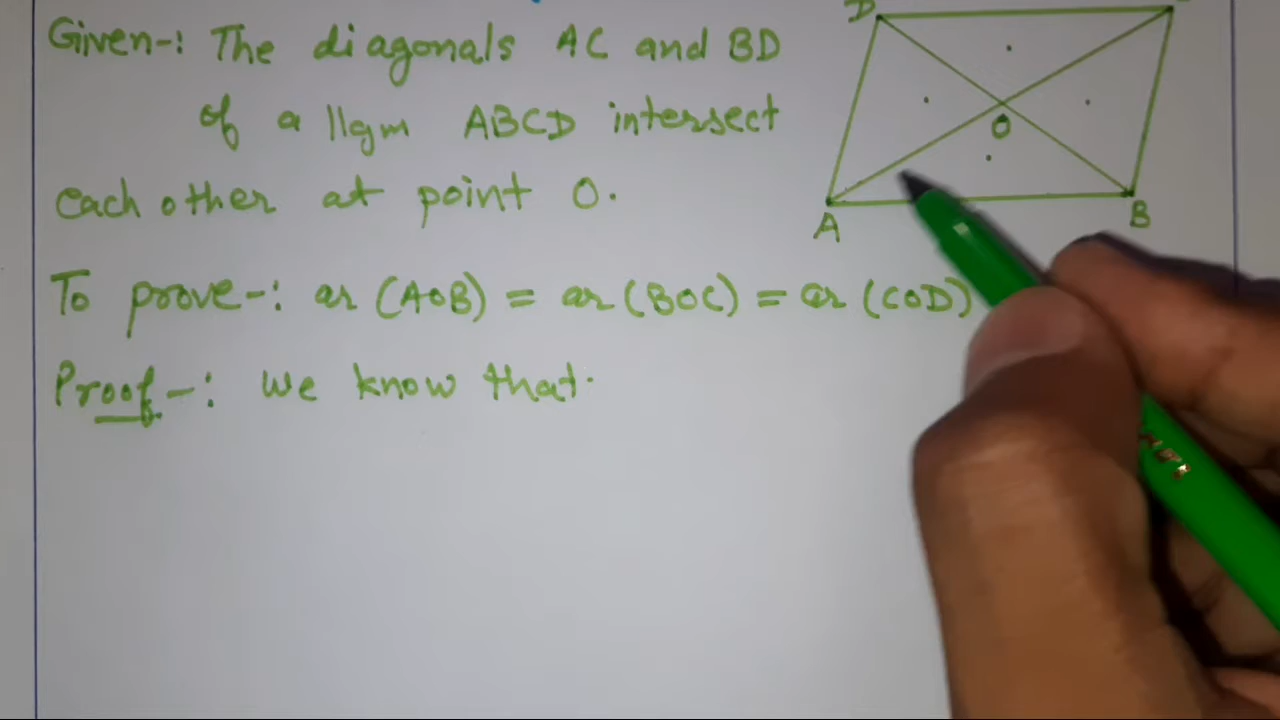 Given-: The diagonals AC and BD
of a ||gm ABCD intersect
each other at point O.
To prove-: ar (AOB) = ar (BOC) = ar (COD)
Proof-: We know that
D
O
A
B